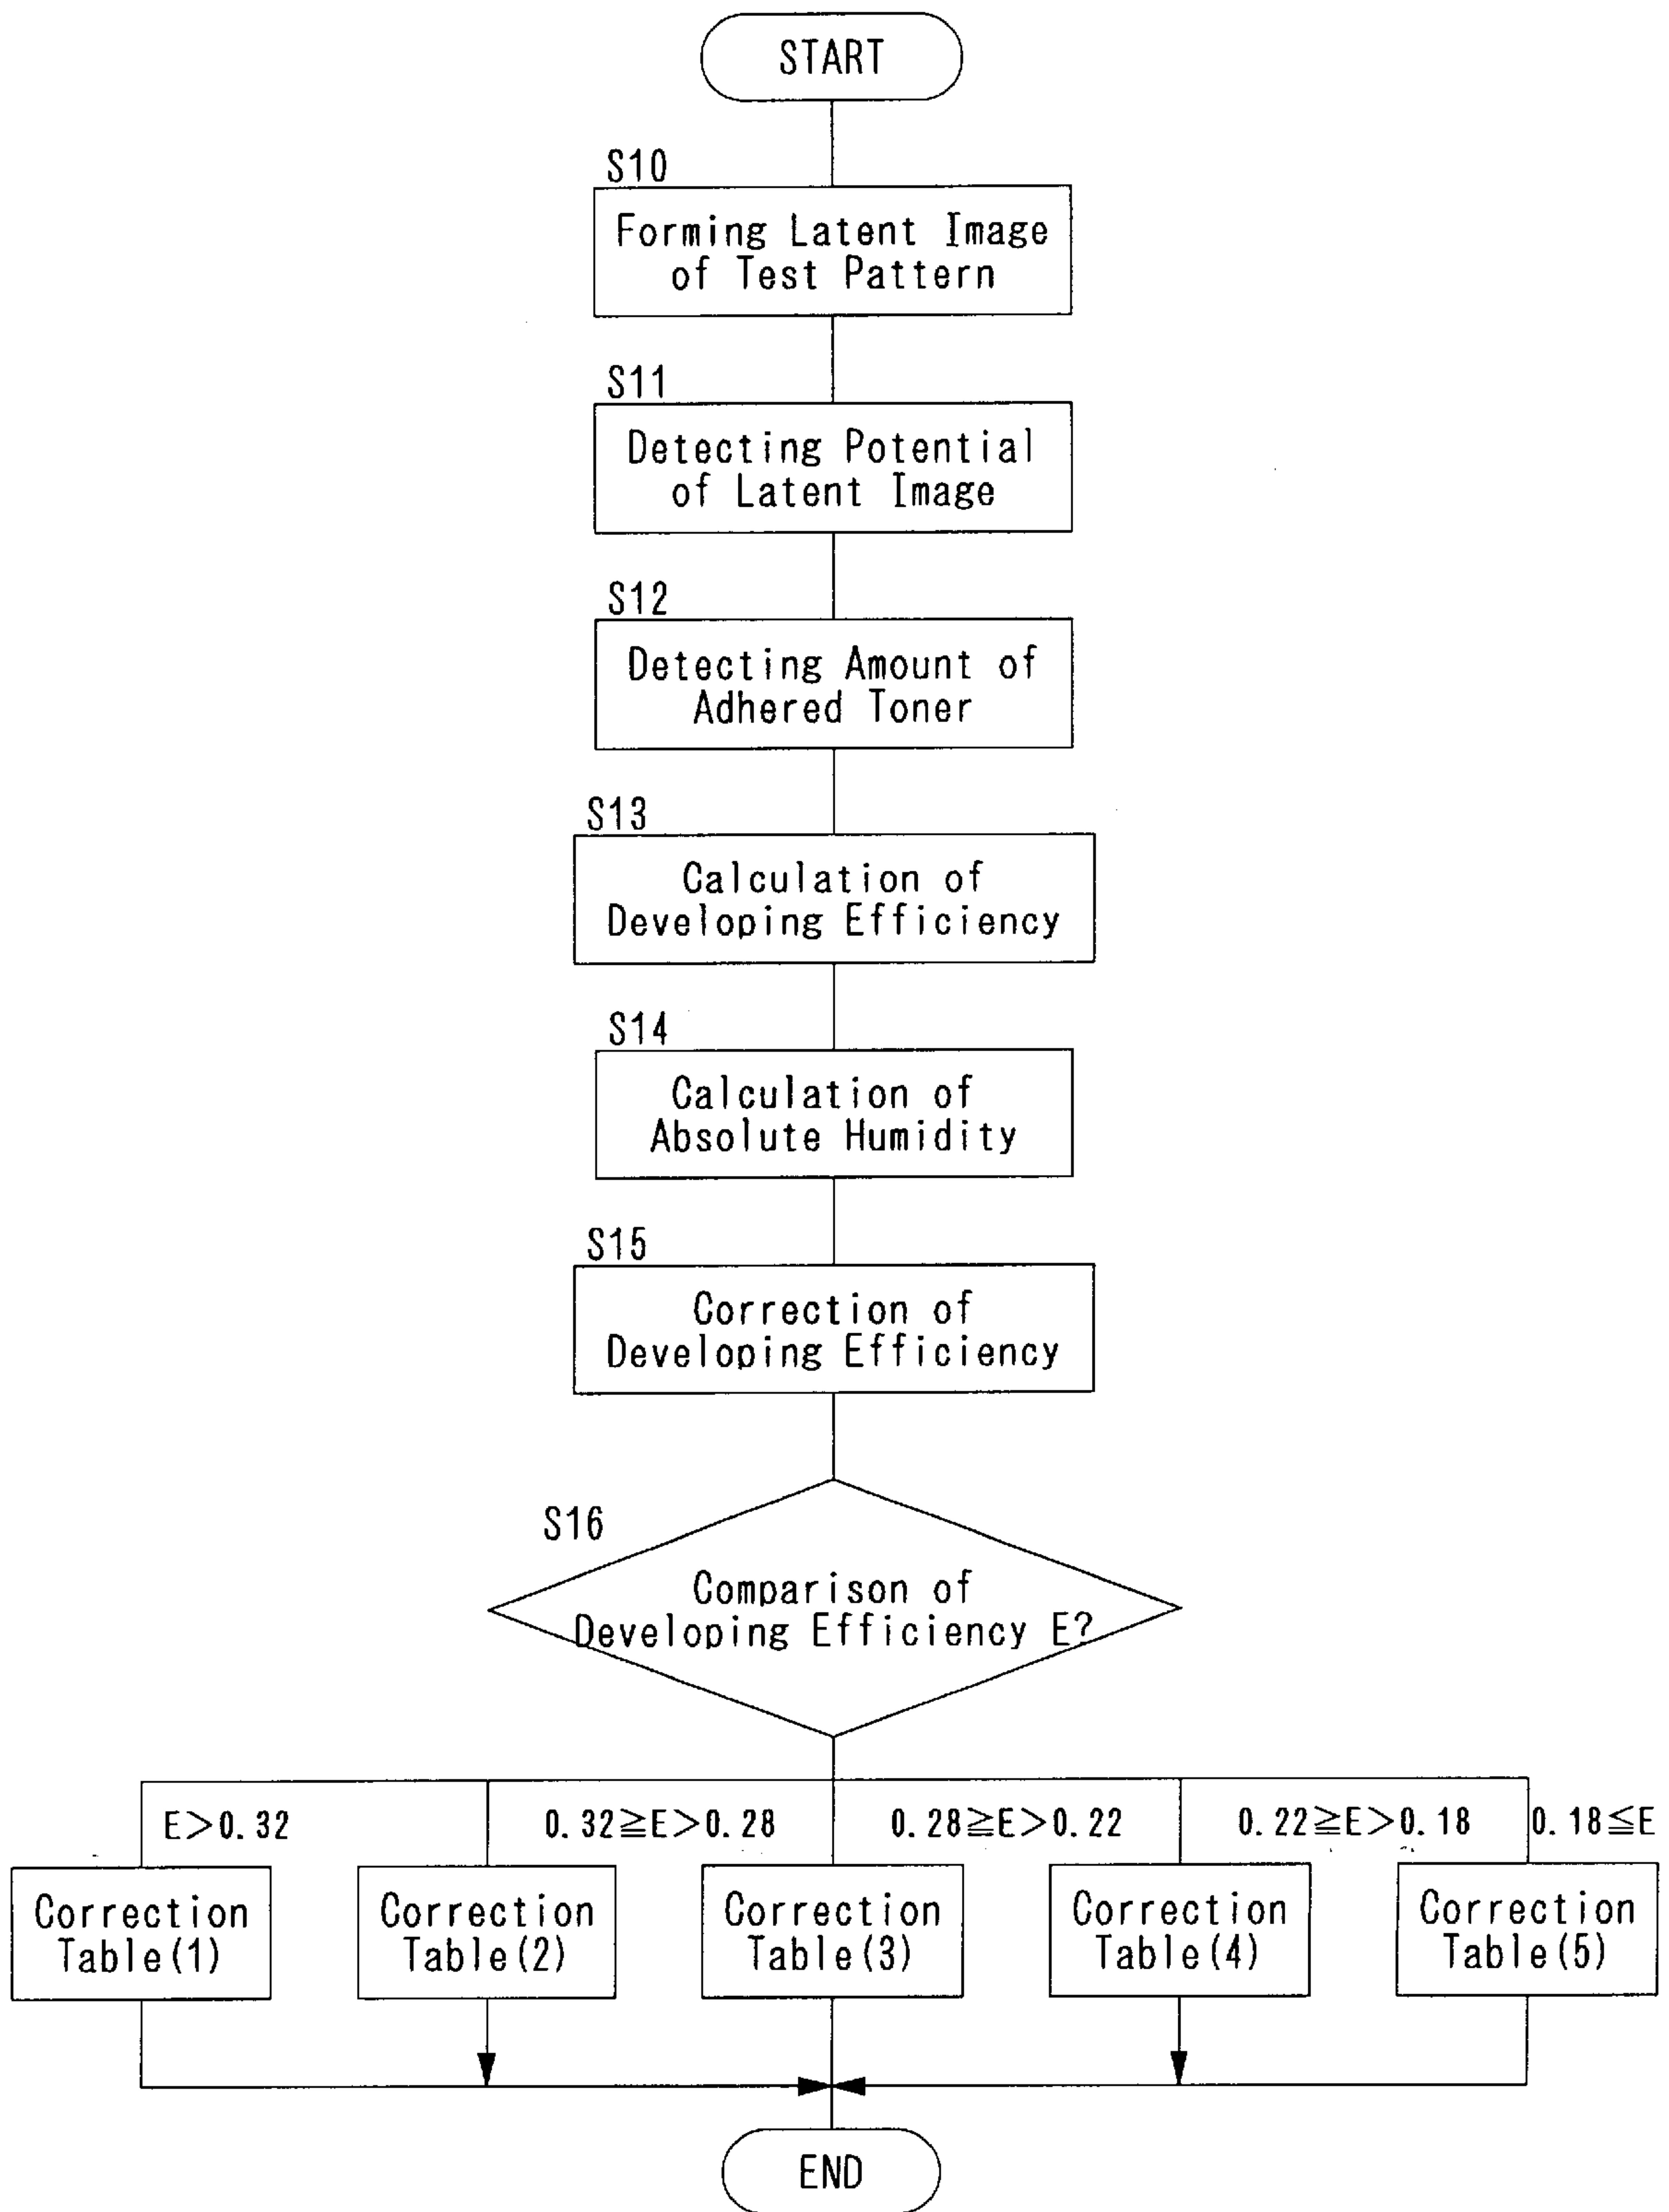 START
S10
Forming Latent Image
of Test Pattern
S11
Detecting Potential
of Latent Image
S12
Detecting Amount of
Adhered Toner
S13
Calculation of
Developing Efficiency
S14
Calculation of
Absolute Humidity
S15
Correction of
Developing Efficiency
S16
Comparison of
Developing Efficiency E?
E>0.32
0.32≧E>0.28
0.28≧E>0.22
0.22≧E>0.18
0.18≦E
Correction
Table(1)
Correction
Table(2)
Correction
Table(3)
Correction
Table(4)
Correction
Table(5)
END